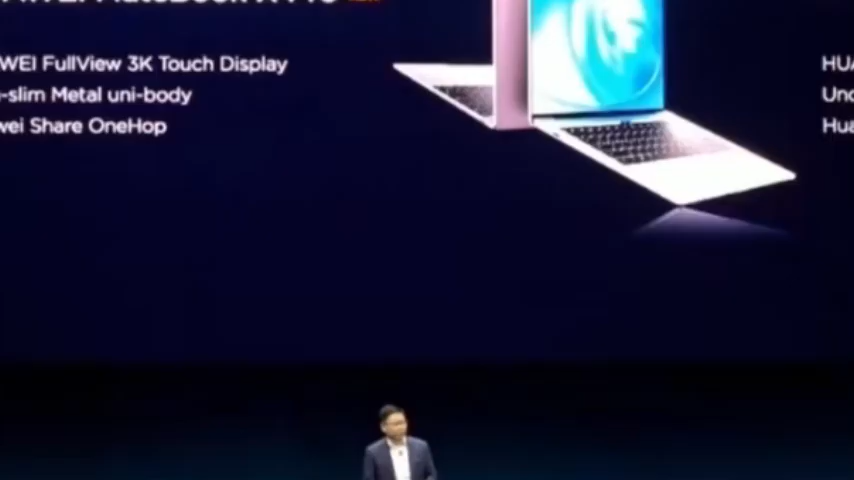 WEI FullView 3K Touch Display
-slim Metal uni-body
wei Share OneHop
HUA
Und
Hua